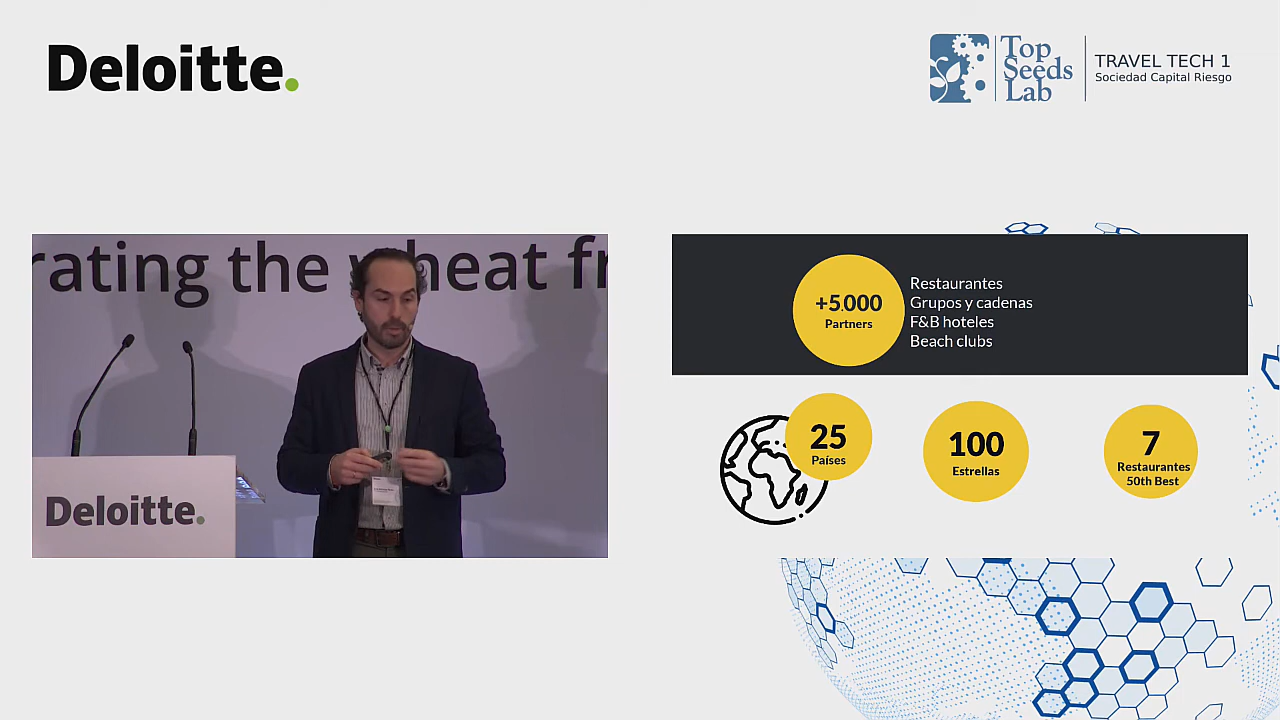 Deloitte.
Top
Seeds
Lab
TRAVEL TECH 1
Sociedad Capital Riesgo
rating the wheat fr
Deloitte.
+5.000
Partners
Restaurantes
Grupos y cadenas
F&B hoteles
Beach clubs
25
Países
100
Estrellas
7
Restaurantes
50th Best